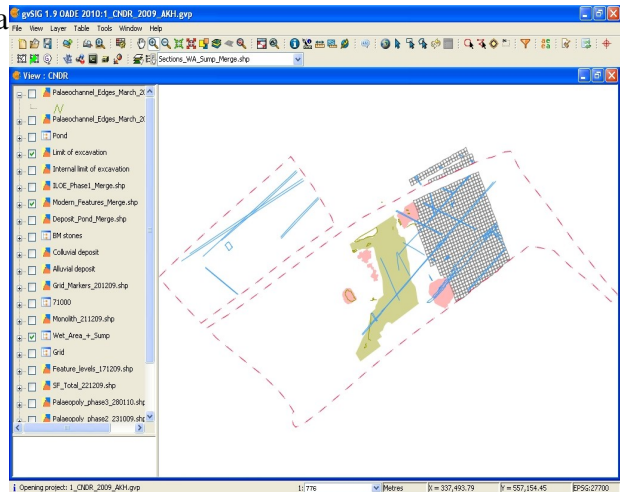 a
gvSIG 1.9 OADE 2010:1_CNDR_2009_AKH.gvp
File View Layer Table Tools Window Help
Sections_WA_Sump_Merge.shp
View : CNDR
Palaeochannel_Edges_March_20
Palaeochannel_Edges_March_20
Pond
Limit of excavation
Internal limit of excavation
ILOE_Phase1_Merge.shp
Modern_Features_Merge.shp
Deposit_Pond_Merge.shp
BM stones
Colluvial deposit
Alluvial deposit
Grid_Markers_201209.shp
71000
Monolith_211209.shp
Wet_Area_+_Sump
Grid
Feature_levels_171209.shp
SF_Total_221209.shp
Palaeopoly_phase3_280110.shp
Palaeopoly_phase2_231009.shp
Opening project: 1_CNDR_2009_AKH.gvp 1: 776 Metres X = 337,493.79 Y = 557,154.45 EPSG:27700